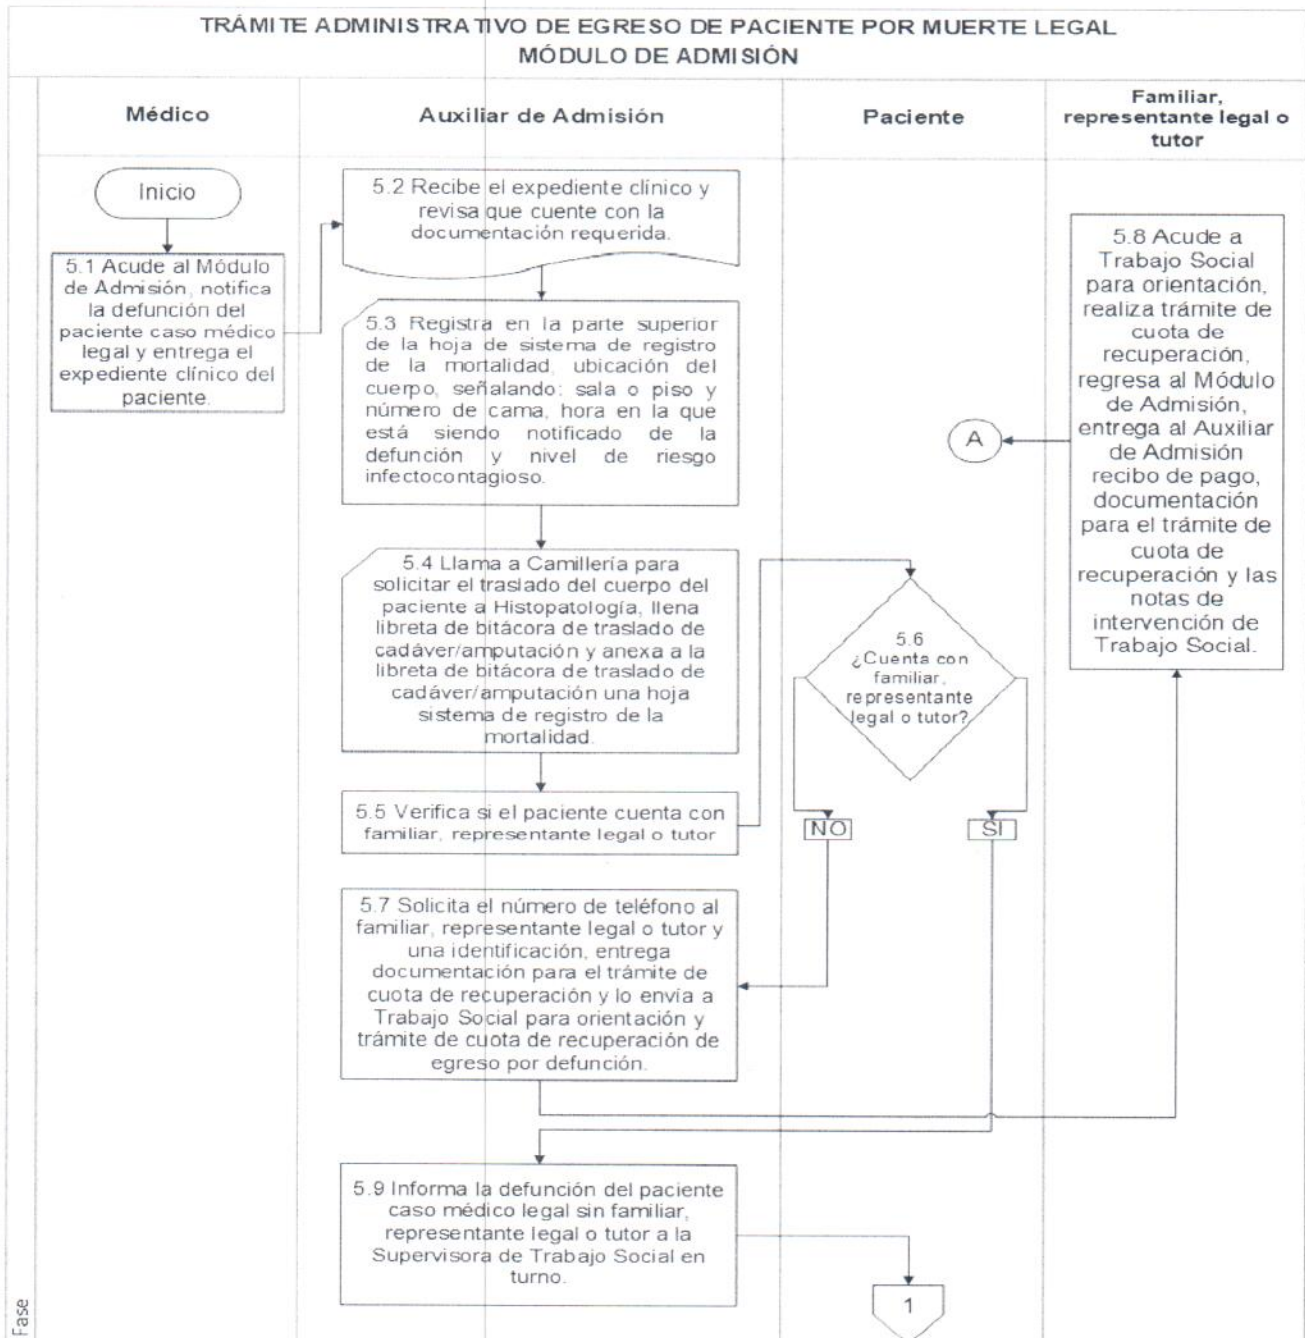 TRÁMITE ADMINISTRATIVO DE EGRESO DE PACIENTE POR MUERTE LEGAL
MÓDULO DE ADMISIÓN
Médico
Auxiliar de Admisión
Paciente
Familiar,
representante legal o
tutor
Inicio
5.1 Acude al Módulo
de Admisión, notifica
la defunción del
paciente caso médico
legal y entrega el
expediente clínico del
paciente.
5.2 Recibe el expediente clínico y
revisa que cuente con la
documentación requerida.
5.3 Registra en la parte superior
de la hoja de sistema de registro
de la mortalidad, ubicación del
cuerpo, señalando: sala o piso y
número de cama, hora en la que
está siendo notificado de la
defunción y nivel de riesgo
infectocontagioso.
5.4 Llama a Camillería para
solicitar el traslado del cuerpo del
paciente a Histopatología, llena
libreta de bitácora de traslado de
cadáver/amputación y anexa a la
libreta de bitácora de traslado de
cadáver/amputación una hoja
sistema de registro de la
mortalidad.
5.5 Verifica si el paciente cuenta con
familiar, representante legal o tutor
5.6
¿Cuenta con
familiar,
representante
legal o tutor?
NO
SI
5.7 Solicita el número de teléfono al
familiar, representante legal o tutor y
una identificación, entrega
documentación para el trámite de
cuota de recuperación y lo envía a
Trabajo Social para orientación y
trámite de cuota de recuperación de
egreso por defunción.
5.8 Acude a
Trabajo Social
para orientación,
realiza trámite de
cuota de
recuperación,
regresa al Módulo
de Admisión,
entrega al Auxiliar
de Admisión
recibo de pago,
documentación
para el trámite de
cuota de
recuperación y las
notas de
intervención de
Trabajo Social.
A
5.9 Informa la defunción del paciente
caso médico legal sin familiar,
representante legal o tutor a la
Supervisora de Trabajo Social en
turno.
1
Fase